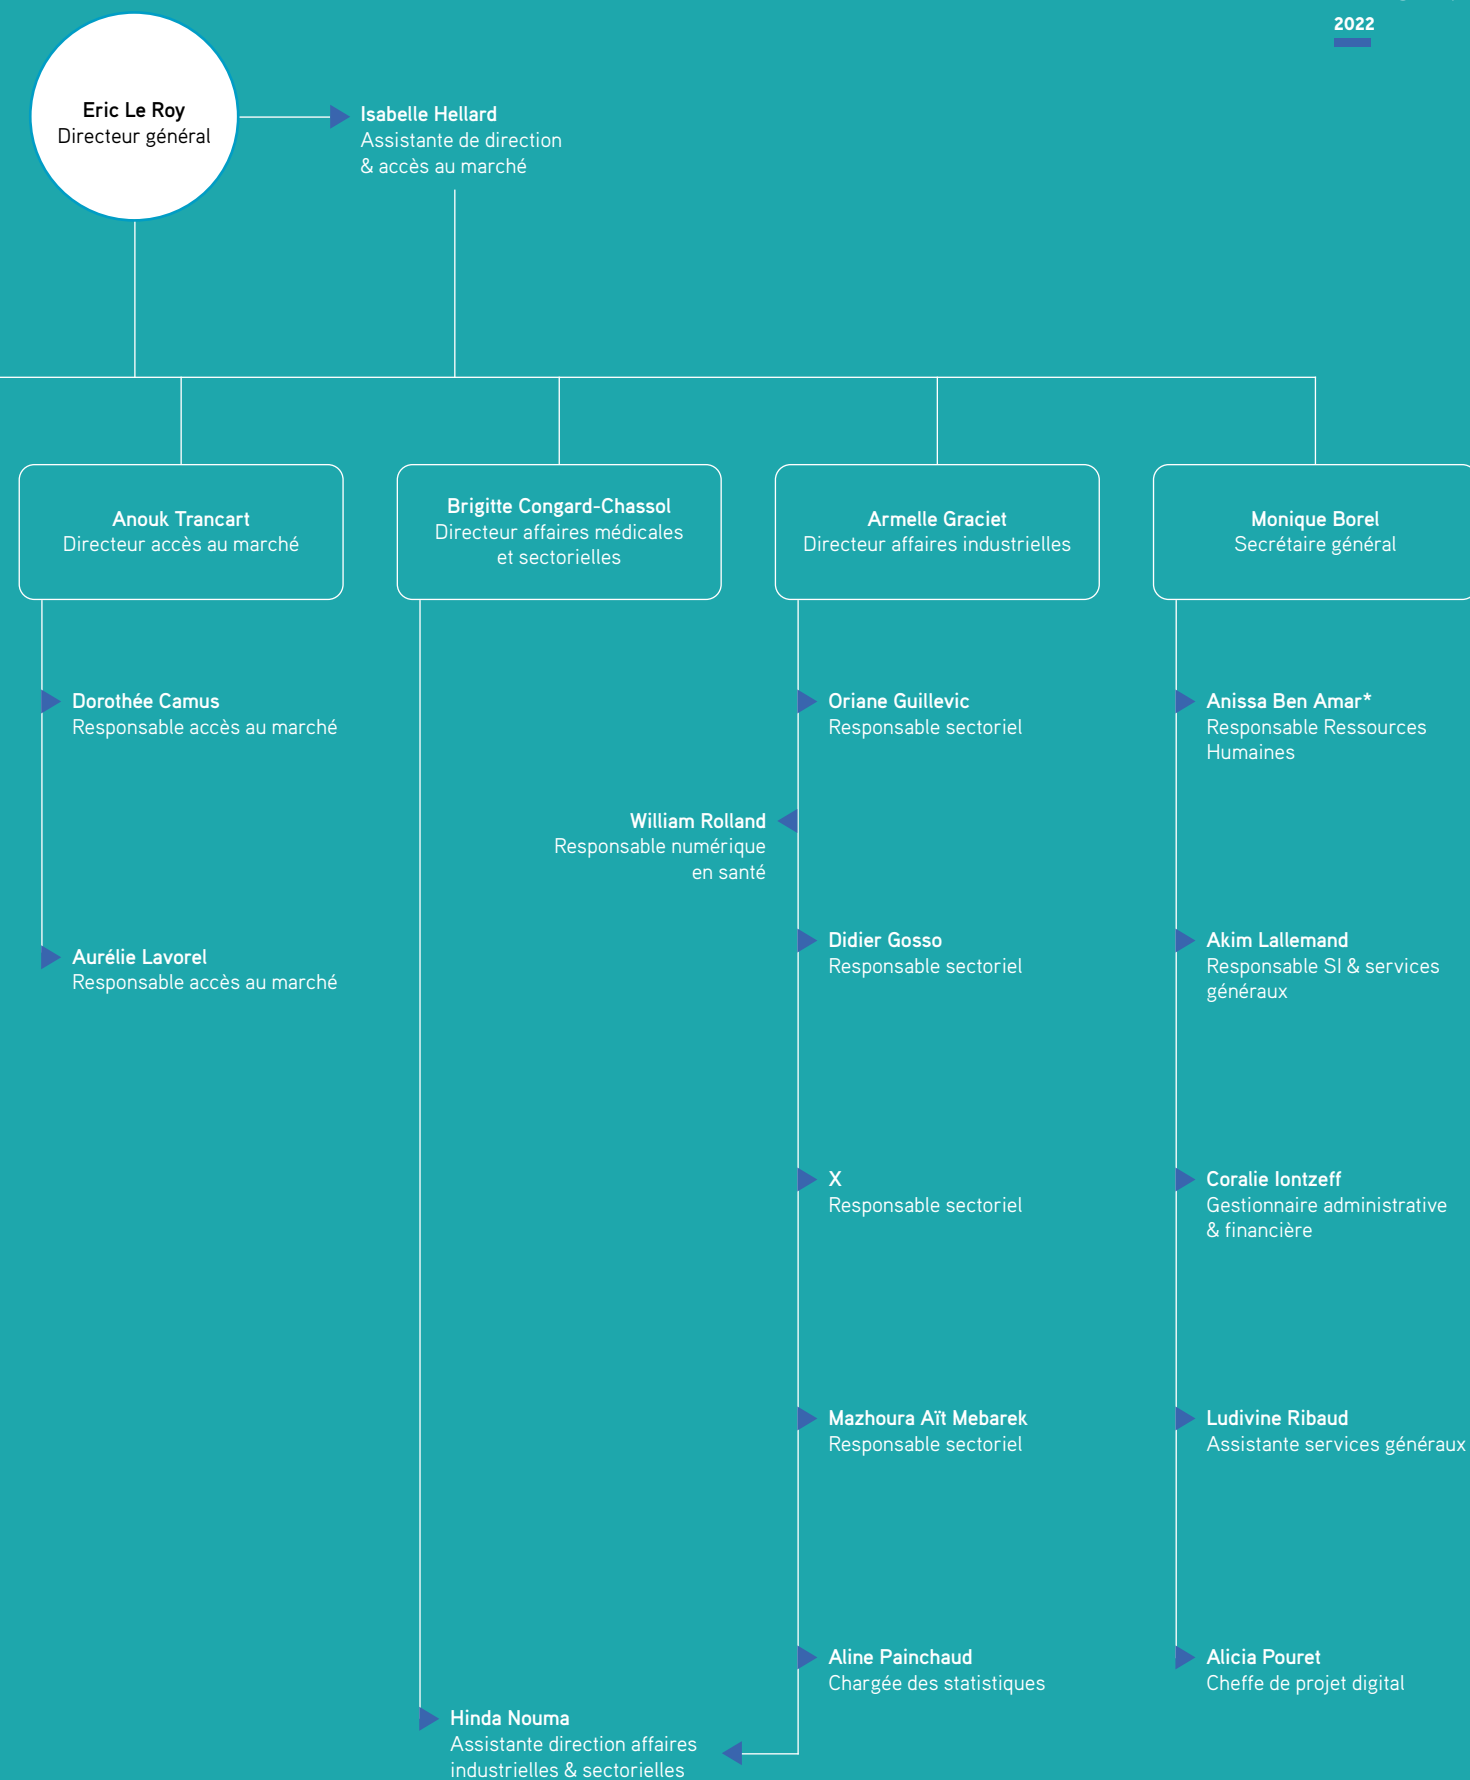 2022
Eric Le Roy
Directeur général
Isabelle Hellard
Assistante de direction
& accès au marché
Anouk Trancart
Directeur accès au marché
Brigitte Congard-Chassol
Directeur affaires médicales
et sectorielles
Armelle Graciet
Directeur affaires industrielles
Monique Borel
Secrétaire général
Dorothée Camus
Responsable accès au marché
Aurélie Lavorel
Responsable accès au marché
Hinda Nouma
Assistante direction affaires
industrielles & sectorielles
Oriane Guillevic
Responsable sectoriel
William Rolland
Responsable numérique
en santé
Didier Gosso
Responsable sectoriel
X
Responsable sectoriel
Mazhoura Aït Mebarek
Responsable sectoriel
Aline Painchaud
Chargée des statistiques
Anissa Ben Amar*
Responsable Ressources
Humaines
Akim Lallemand
Responsable SI & services
généraux
Coralie Iontzeff
Gestionnaire administrative
& financière
Ludivine Ribaud
Assistante services généraux
Alicia Pouret
Cheffe de projet digital